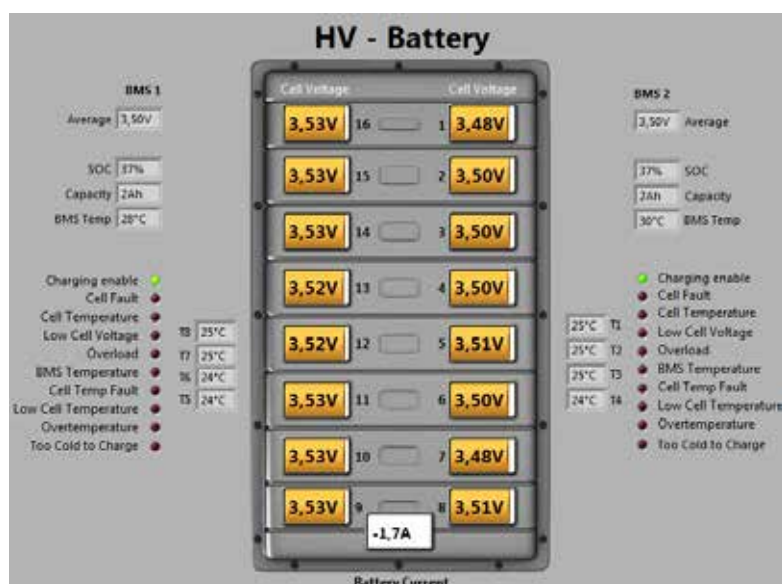 HV - Battery
BMS 1
Average 3,50V
SOC 37%
Capacity 2Ah
BMS Temp 28°C
Charging enable
Cell Fault
Cell Temperature
Low Cell Voltage
Overload
BMS Temperature
Cell Temp Fault
Low Cell Temperature
Overtemperature
Too Cold to Charge
T8 25°C
T7 25°C
T6 24°C
T5 24°C
Cell Voltage Cell Voltage
3,53V 16 1 3,48V
3,53V 15 2 3,50V
3,53V 14 3 3,50V
3,52V 13 4 3,50V
3,52V 12 5 3,51V
3,53V 11 6 3,50V
3,53V 10 7 3,48V
3,53V 9 8 3,51V
-1,7A
Battery Current
BMS 2
3,50V Average
37% SOC
2Ah Capacity
30°C BMS Temp
Charging enable
Cell Fault
Cell Temperature
Low Cell Voltage
Overload
BMS Temperature
Cell Temp Fault
Low Cell Temperature
Overtemperature
Too Cold to Charge
25°C T1
25°C T2
25°C T3
24°C T4